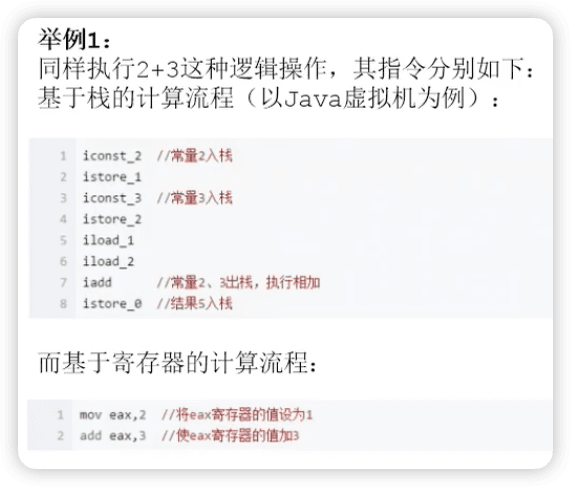 举例1:
同样执行2+3这种逻辑操作，其指令分别如下:
基于栈的计算流程（以Java虚拟机为例）:
1 iconst_2 //常量2入栈
2 istore_1
3 iconst_3 //常量3入栈
4 istore_2
5 iload_1
6 iload_2
7 iadd //常量2、3出栈，执行相加
8 istore_0 //结果5入栈
而基于寄存器的计算流程:
1 mov eax,2 //将eax寄存器的值设为1
2 add eax,3 //使eax寄存器的值加3